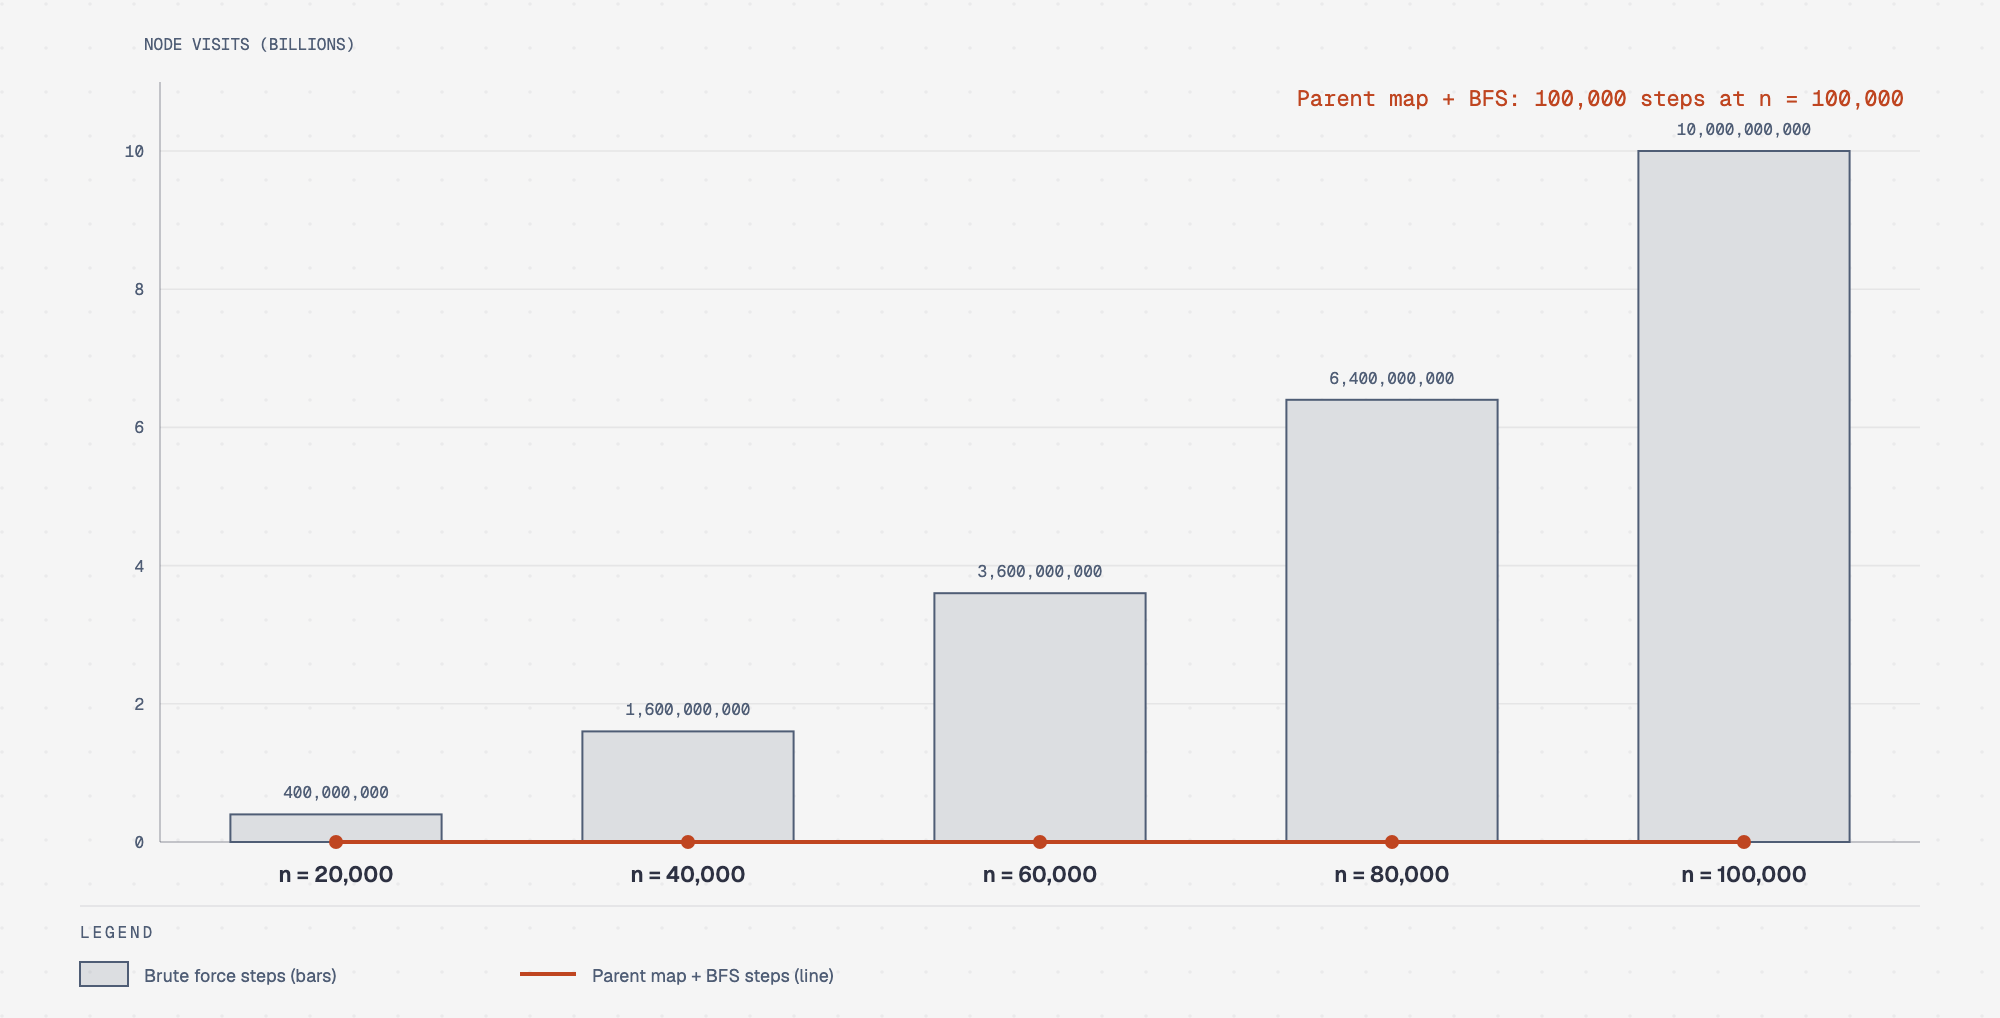 NODE VISITS (BILLIONS)
Parent map + BFS: 100,000 steps at n = 100,000
10,000,000,000
10
8
6,400,000,000
6
3,600,000,000
4
1,600,000,000
2
400,000,000
0
n = 20,000 n = 40,000 n = 60,000 n = 80,000 n = 100,000
LEGEND
Brute force steps (bars) Parent map + BFS steps (line)